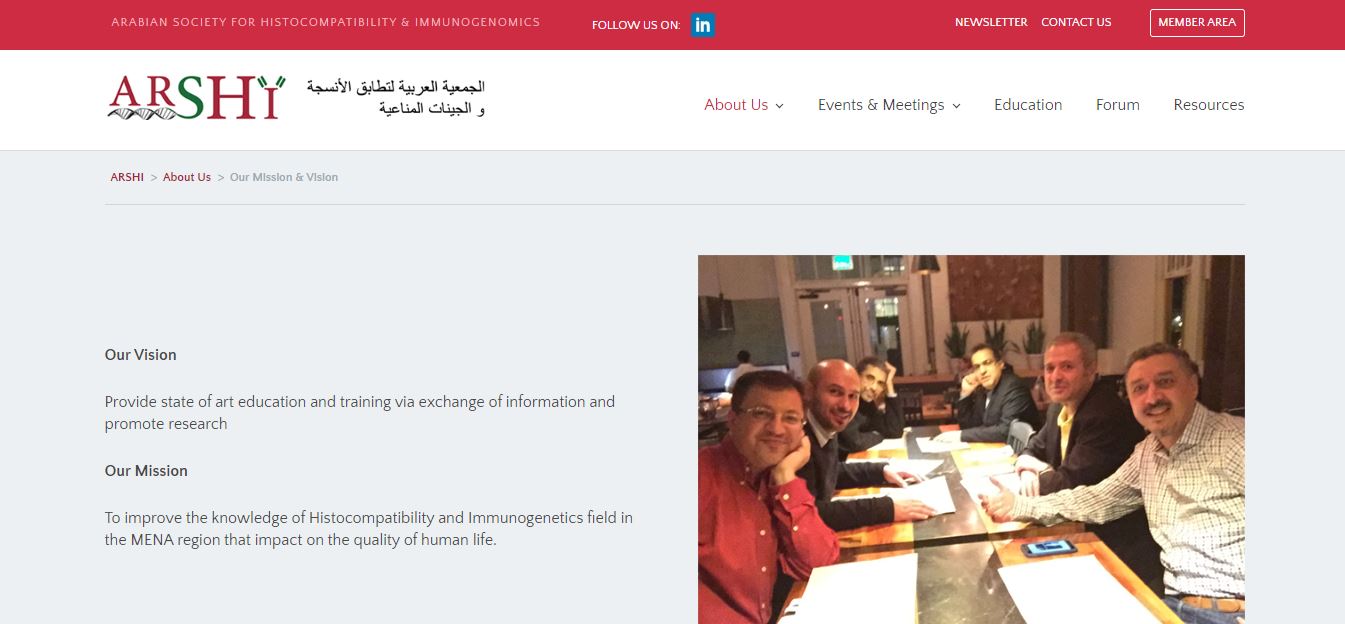 ARABIAN SOCIETY FOR HISTOCOMPATIBILITY & IMMUNOGENOMICS
FOLLOW US ON: in
NEWSLETTER CONTACT US MEMBER AREA
ARSHI
الجمعية العربية لتطابق الأنسجة
و الجينات المناعية
About Us Events & Meetings Education Forum Resources
ARSHI > About Us > Our Mission & Vision
Our Vision
Provide state of art education and training via exchange of information and
promote research
Our Mission
To improve the knowledge of Histocompatibility and Immunogenetics field in
the MENA region that impact on the quality of human life.